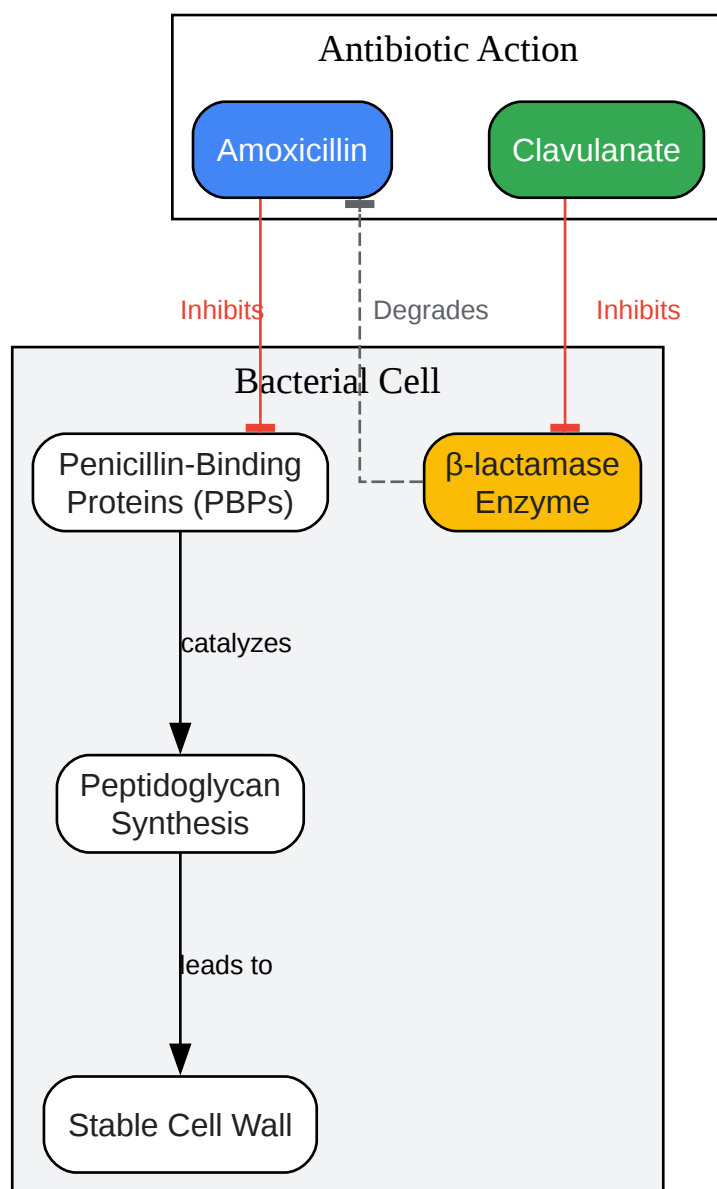 Antibiotic Action
Amoxicillin
Clavulanate
Inhibits
Degrades
Inhibits
Bacterial Cell
Penicillin-Binding
Proteins (PBPs)
β-lactamase
Enzyme
catalyzes
Peptidoglycan
Synthesis
leads to
Stable Cell Wall